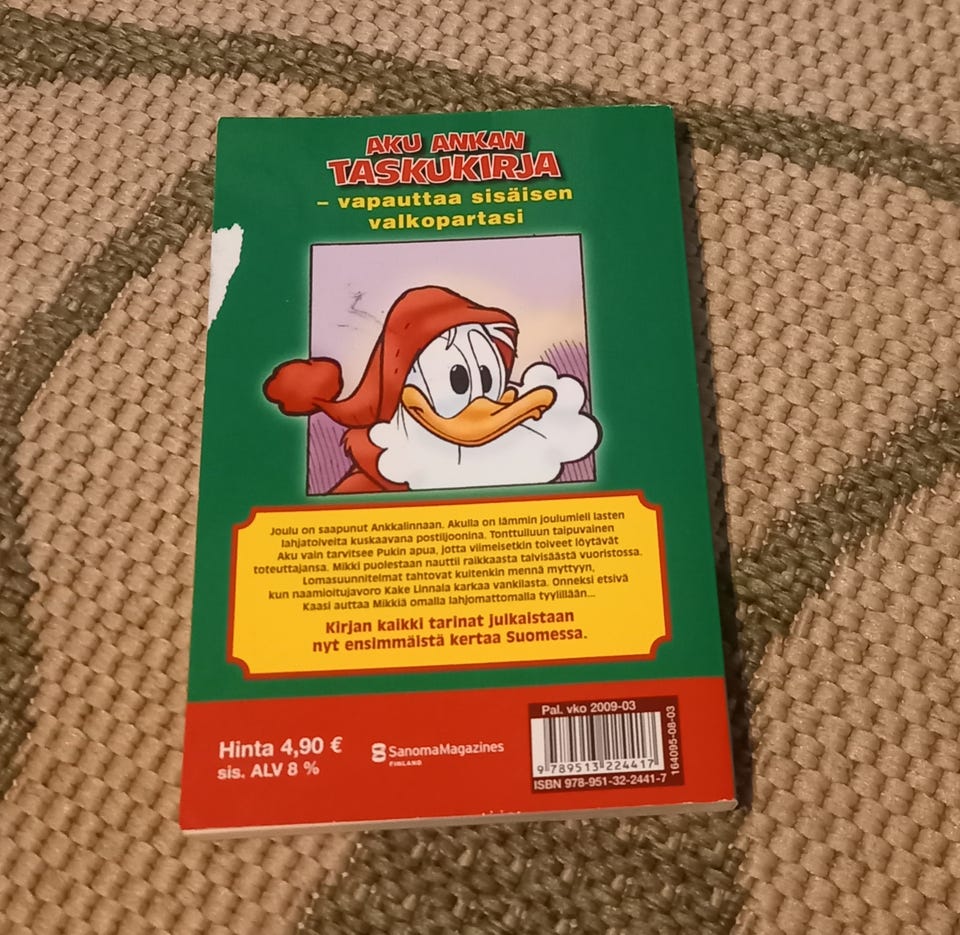 AKU ANKAN
TASKUKIRJA
– vapauttaa sisäisen
valkopartasi
Joulu on saapunut Ankkalinnaan. Akulla on lämmin joulumieli lasten
lahjatoiveita kuskaavana postiljoonina. Tonttuiluun taipuvainen
Aku vain tarvitsee Pukin apua, jotta viimeisetkin toiveet löytävät
toteuttajansa. Mikki puolestaan nauttii raikkaasta talvisäästä vuoristossa.
Lomasuunnitelmat tahtovat kuitenkin mennä myttyyn,
kun naamioitujavoro Kake Linnala karkaa vankilasta. Onneksi etsivä
Kaasi auttaa Mikkiä omalla lahjomattomalla tyylillään...
Kirjan kaikki tarinat julkaistaan
nyt ensimmäistä kertaa Suomessa.
Hinta 4,90 €
sis. ALV 8 %
SanomaMagazines
FINLAND
Pal. vko 2009-03
9 789513 224417
ISBN 978-951-32-2441-7
164095-08-03